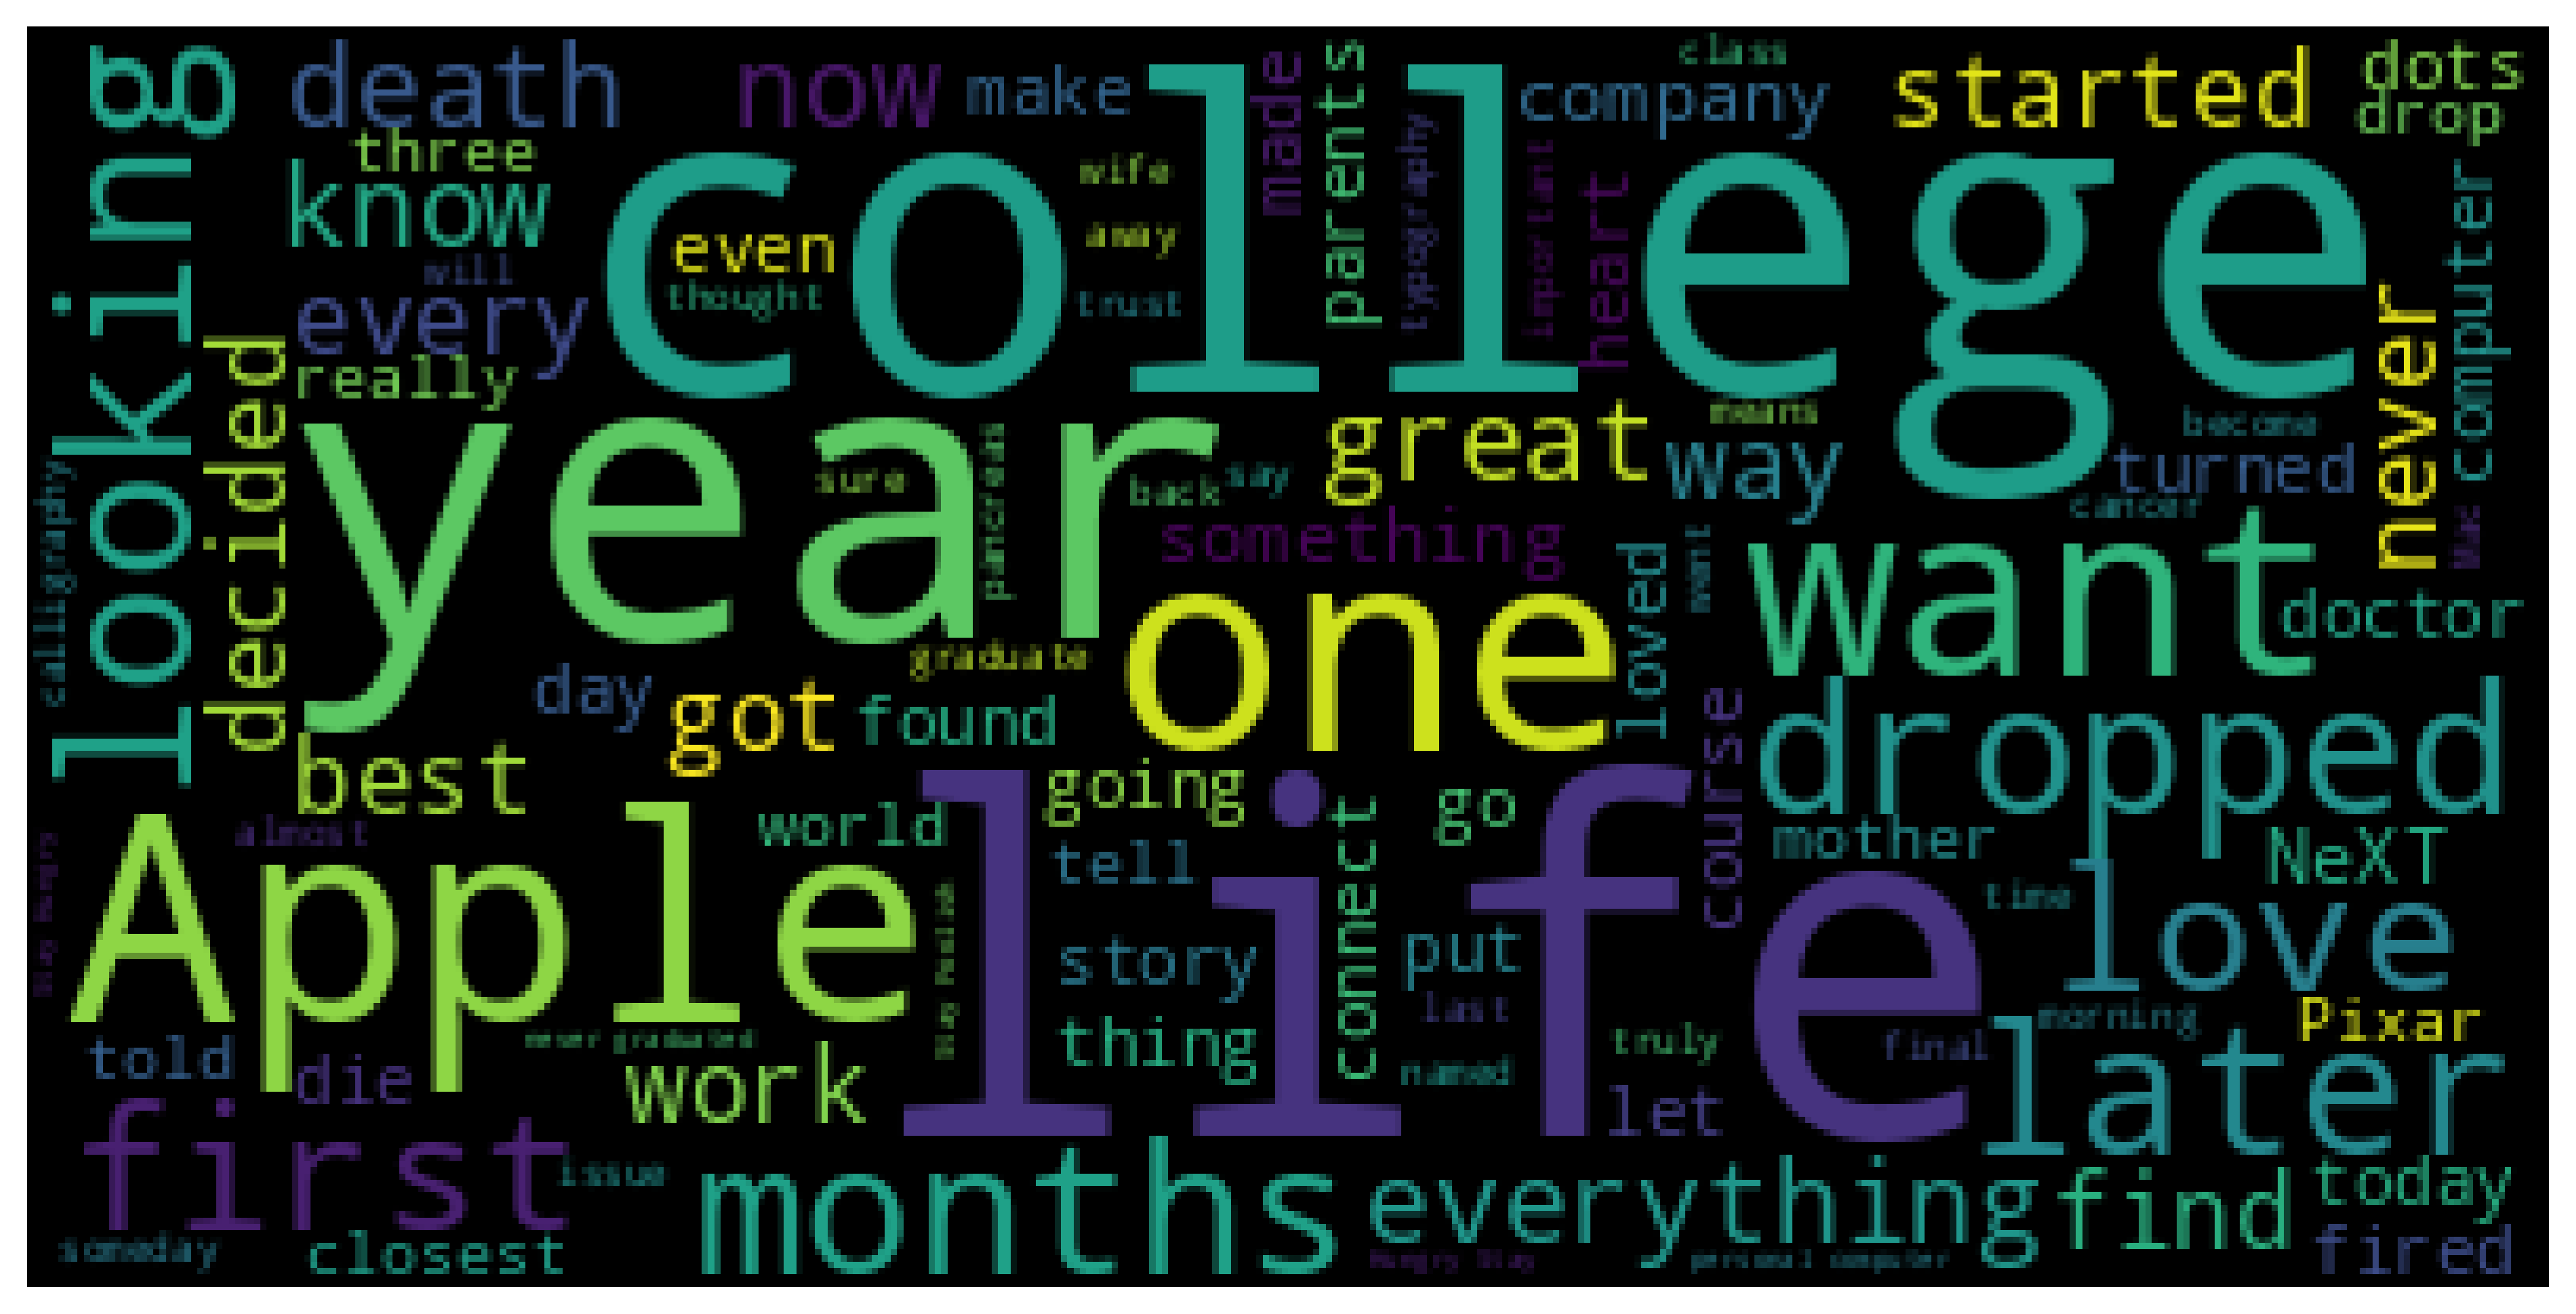 college
year
life
Apple
one
want
looking
months
first
later
dropped
love
everything
find
started
death
now
make
made
parents
class
company
dots
drop
three
know
wife
typography
important
heart
computer
even
away
will
every
thought
trust
never
really
decided
means
become
great
way
turned
calligraphy
sure
pancreas
back
say
cancer
Mac
something
loved
went
doctor
graduate
day
got
found
course
best
going
go
world
almost
connect
mother
NeXT
tell
time
Stay Hungry
Stay Foolish
story
put
last
thing
never graduated
morning
Pixar
told
die
work
named
truly
final
let
issue
today
someday
closest
Hungry Stay
personal computer
fired